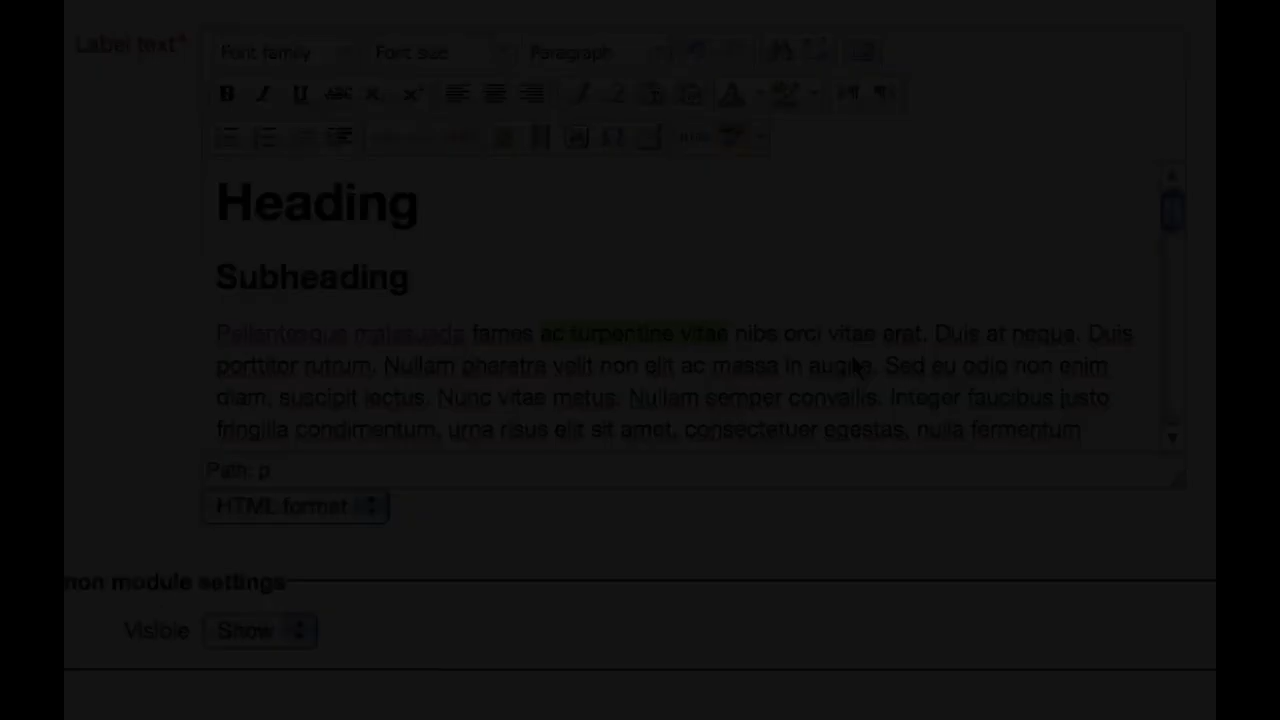 Label text*
Font family Font size Paragraph
B I U ABC x x
HTML
Heading
Subheading
Pellentesque malesuada fames ac turpentine vitae nibs orci vitae erat. Duis at neque. Duis
porttitor rutrum. Nullam pharetra velit non elit ac massa in augue. Sed eu odio non enim
diam, suscipit lectus. Nunc vitae metus. Nullam semper convallis. Integer faucibus justo
fringilla condimentum, urna risus elit sit amet, consectetuer egestas, nulla fermentum
Path: p
HTML format
non module settings
Visible Show